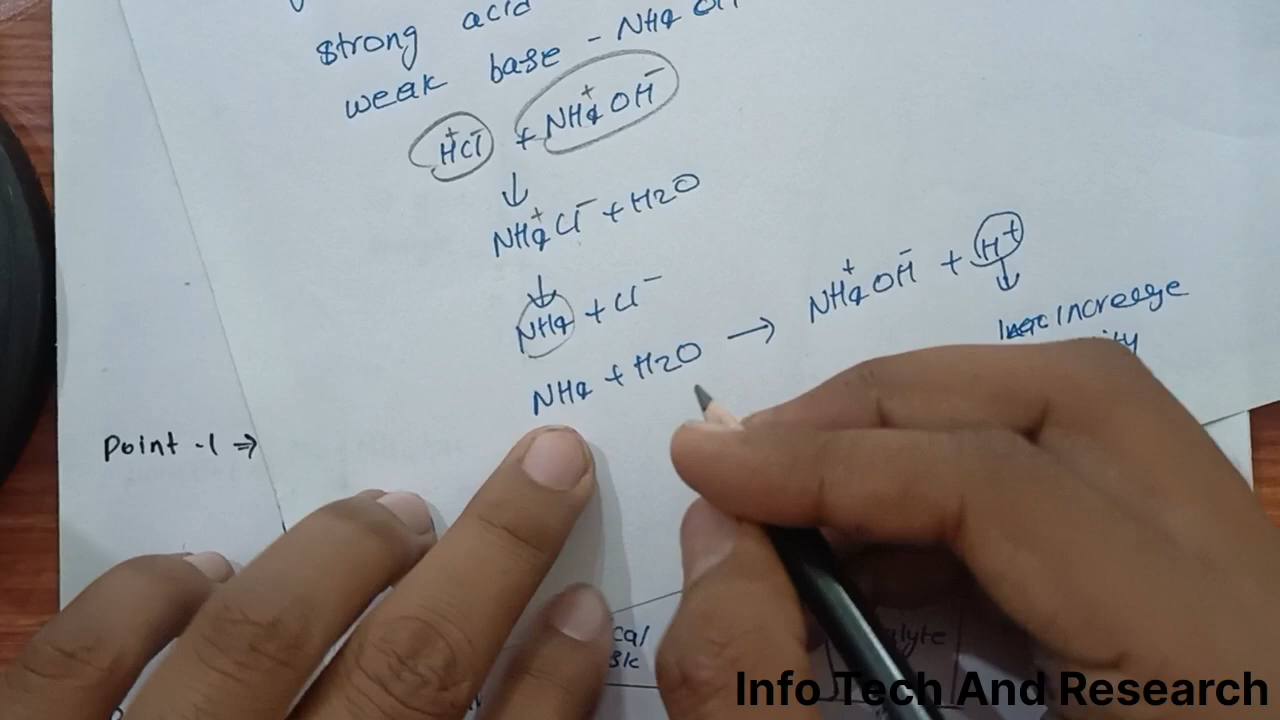 strong acid
weak base - NH4 OH
H⁺Cl⁻ + NH4⁺ OH⁻
↓
NH4⁺ Cl⁻ + H2O
↓
NH4 + Cl⁻
NH4 + H2O → NH4⁺ OH⁻ + H⁺
↓
Increase
Point -1 ⇒
Info Tech And Research